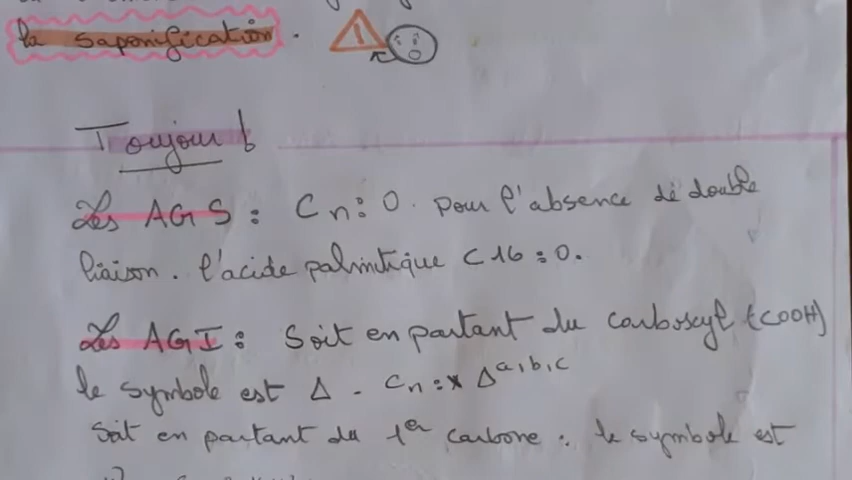 la saponification.
Toujour
Les AGS : Cn:0. pour l'absence de double
liaison. l'acide palmitique C16:0.
Les AGI : Soit en partant du carboxyl (COOH)
le symbole est Δ - Cn:x Δa,b,c
Soit en partant du 1er carbone : le symbole est